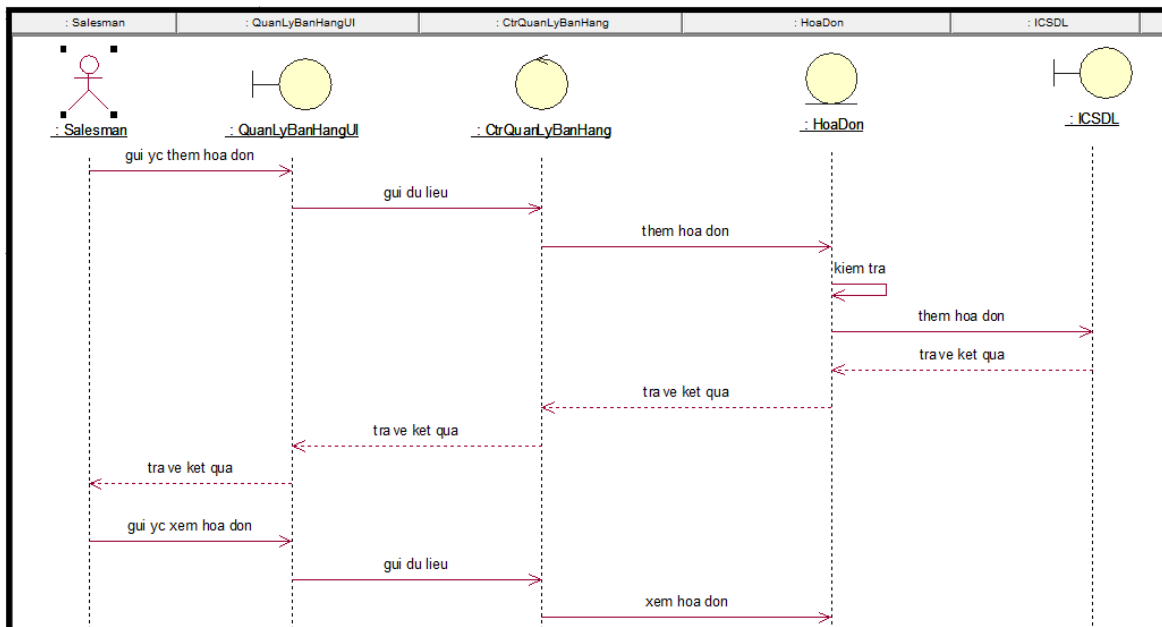 : Salesman
: QuanLyBanHangUI
: CtrQuanLyBanHang
: HoaDon
: ICSDL
: Salesman
: QuanLyBanHangUI
: CtrQuanLyBanHang
: HoaDon
: ICSDL
gui yc them hoa don
gui du lieu
them hoa don
kiem tra
them hoa don
tra ve ket qua
tra ve ket qua
tra ve ket qua
tra ve ket qua
gui yc xem hoa don
gui du lieu
xem hoa don